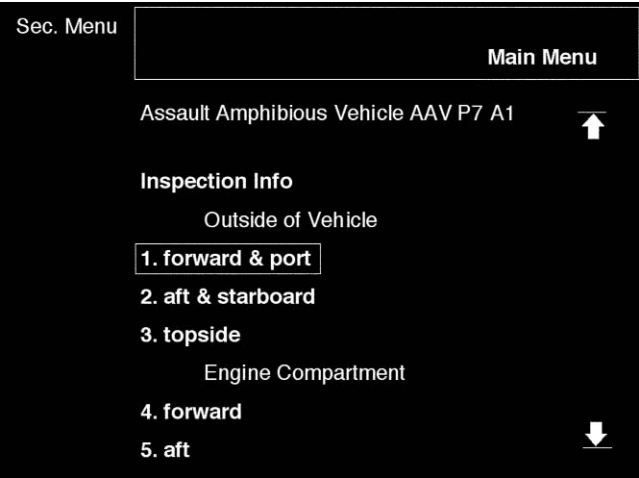 Sec. Menu
Main Menu
Assault Amphibious Vehicle AAV P7 A1
Inspection Info
Outside of Vehicle
1. forward & port
2. aft & starboard
3. topside
Engine Compartment
4. forward
5. aft